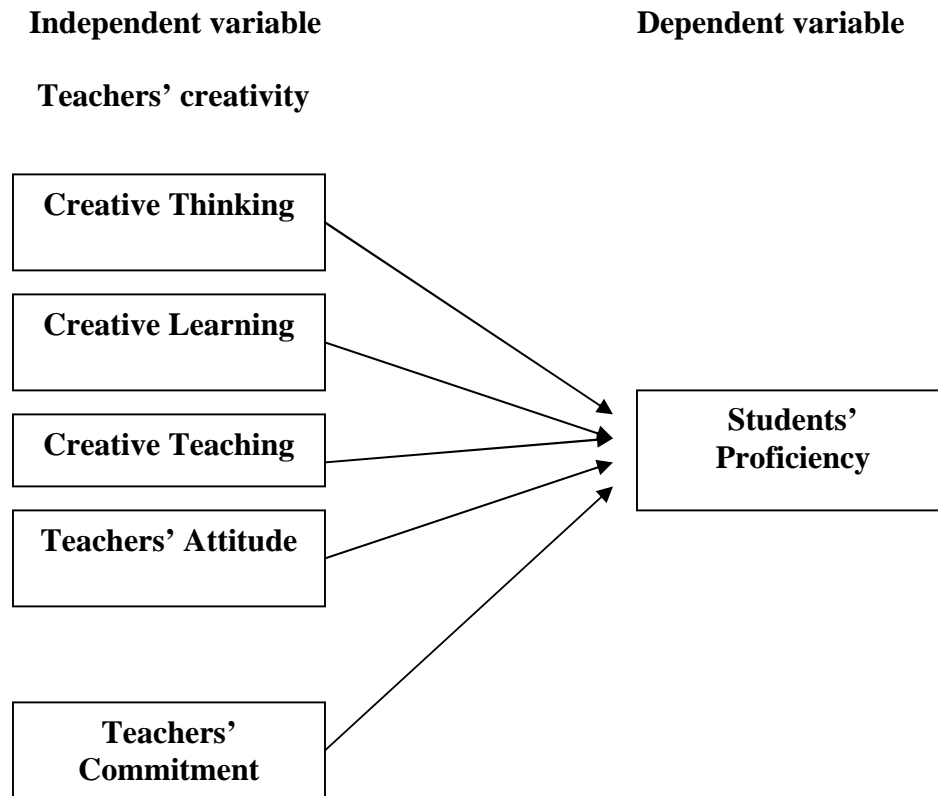 Independent variable
Dependent variable
Teachers’ creativity
Creative Thinking
Creative Learning
Creative Teaching
Teachers’ Attitude
Teachers’
Commitment
Students’
Proficiency